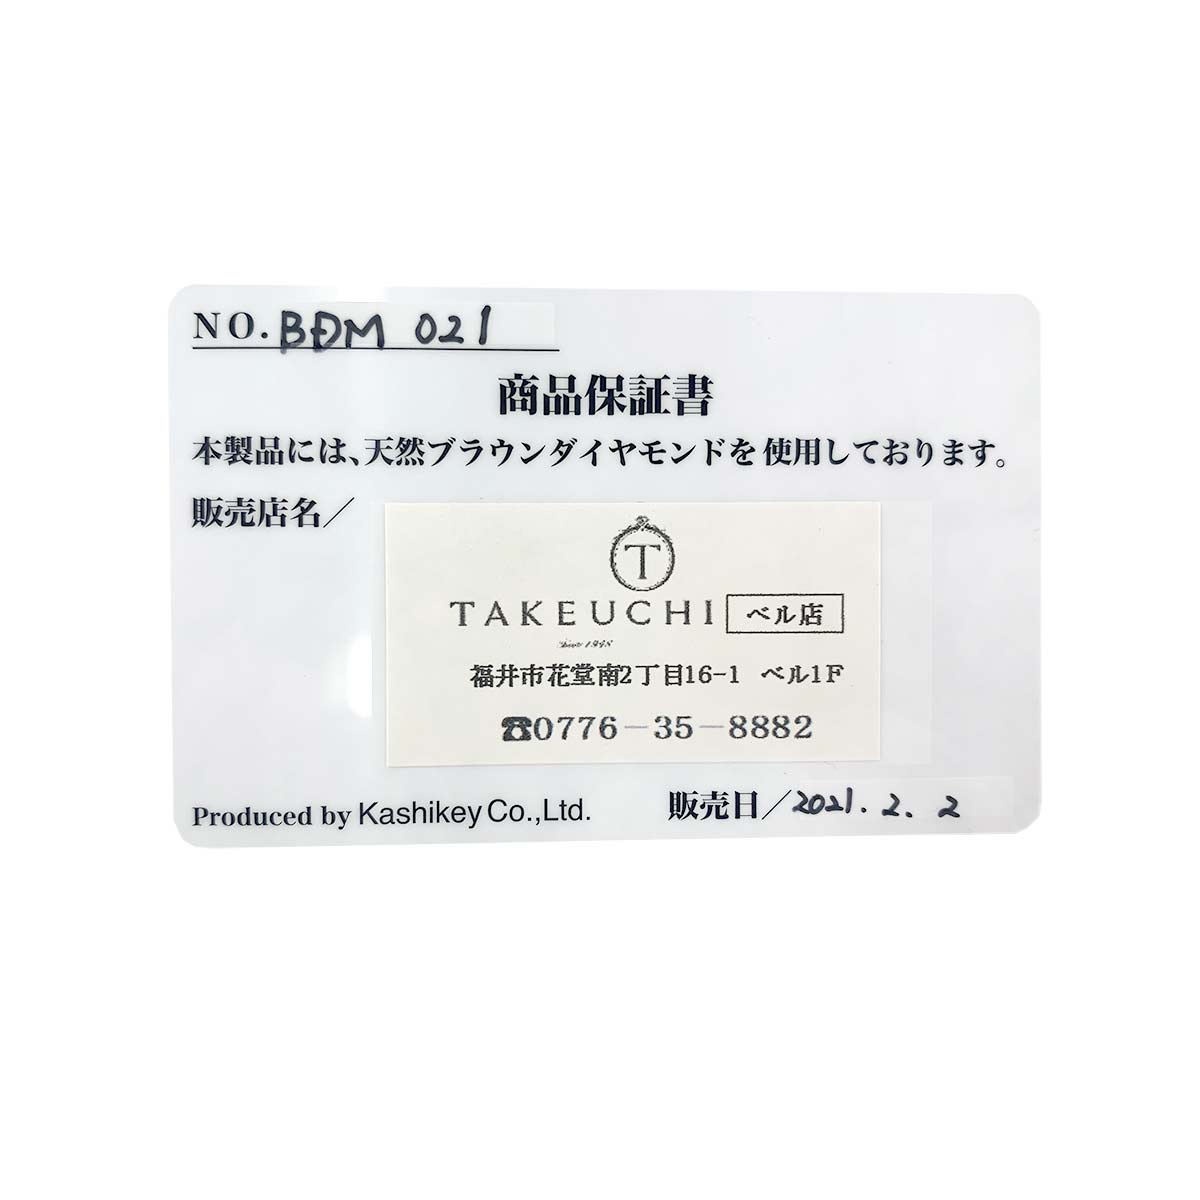 NO. BDM 021
商品保証書
本製品には、天然ブラウンダイヤモンドを使用しております。
販売店名／
T
TAKEUCHI ベル店
Since 1948
福井市花堂南2丁目16-1 ベル1F
☎0776-35-8882
Produced by Kashikey Co.,Ltd. 販売日／2021.2.2